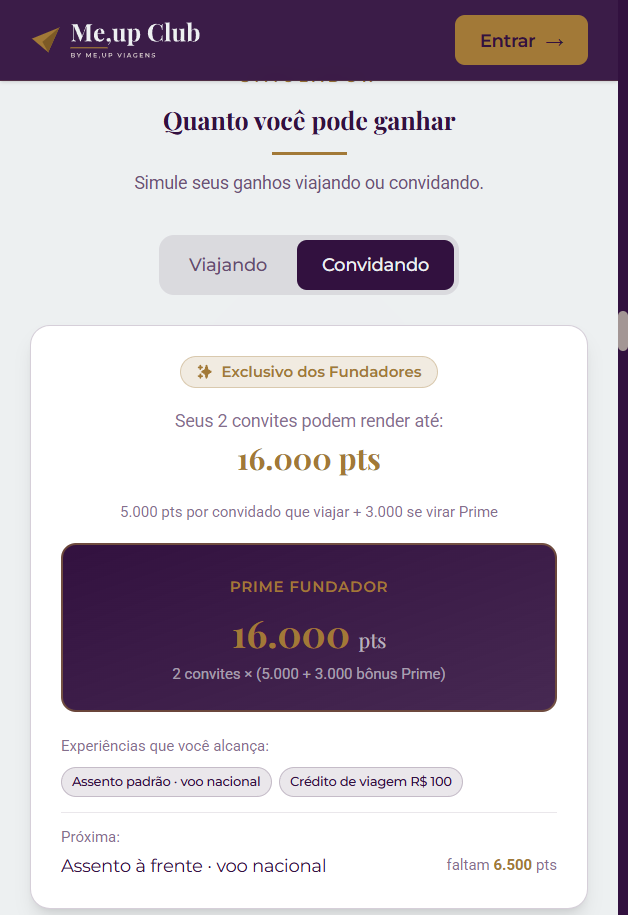 Me,up Club
BY ME,UP VIAGENS
Entrar →
Quanto você pode ganhar
Simule seus ganhos viajando ou convidando.
Viajando
Convidando
Exclusivo dos Fundadores
Seus 2 convites podem render até:
16.000 pts
5.000 pts por convidado que viajar + 3.000 se virar Prime
PRIME FUNDADOR
16.000 pts
2 convites × (5.000 + 3.000 bônus Prime)
Experiências que você alcança:
Assento padrão · voo nacional
Crédito de viagem R$ 100
Próxima:
Assento à frente · voo nacional
faltam 6.500 pts